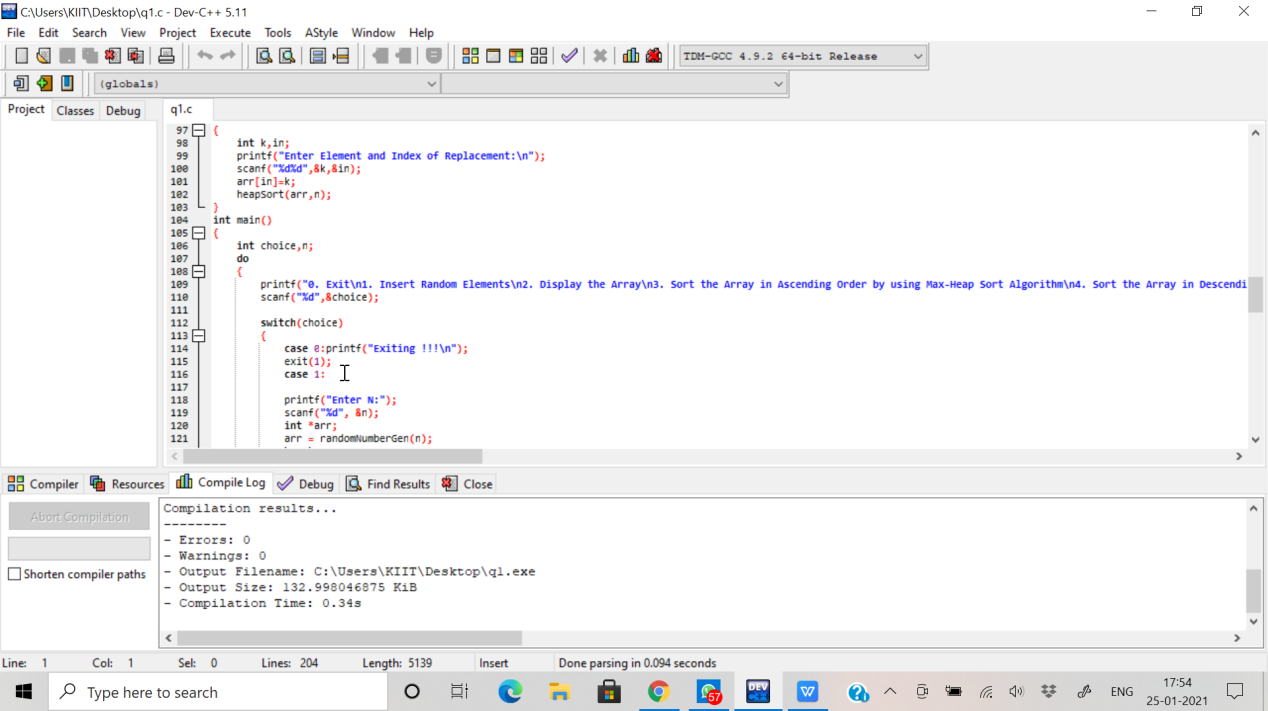 C:\Users\KIIT\Desktop\q1.c - Dev-C++ 5.11
File Edit Search View Project Execute Tools AStyle Window Help
TDM-GCC 4.9.2 64-bit Release
(globals)
Project Classes Debug
q1.c
97 {
98 int k,in;
99 printf("Enter Element and Index of Replacement:\n");
100 scanf("%d%d",&k,&in);
101 arr[in]=k;
102 heapSort(arr,n);
103 }
104 int main()
105 {
106 int choice,n;
107 do
108 {
109 printf("0. Exit\n1. Insert Random Elements\n2. Display the Array\n3. Sort the Array in Ascending Order by using Max-Heap Sort Algorithm\n4. Sort the Array in Descendi
110 scanf("%d",&choice);
111
112 switch(choice)
113 {
114 case 0:printf("Exiting !!!\n");
115 exit(1);
116 case 1:
117
118 printf("Enter N:");
119 scanf("%d", &n);
120 int *arr;
121 arr = randomNumberGen(n);
Compiler Resources Compile Log Debug Find Results Close
Abort Compilation
Shorten compiler paths
Compilation results...
--------
- Errors: 0
- Warnings: 0
- Output Filename: C:\Users\KIIT\Desktop\q1.exe
- Output Size: 132.998046875 KiB
- Compilation Time: 0.34s
Line: 1 Col: 1 Sel: 0 Lines: 204 Length: 5139 Insert Done parsing in 0.094 seconds
Type here to search
57
DEV
W
ENG
17:54
25-01-2021